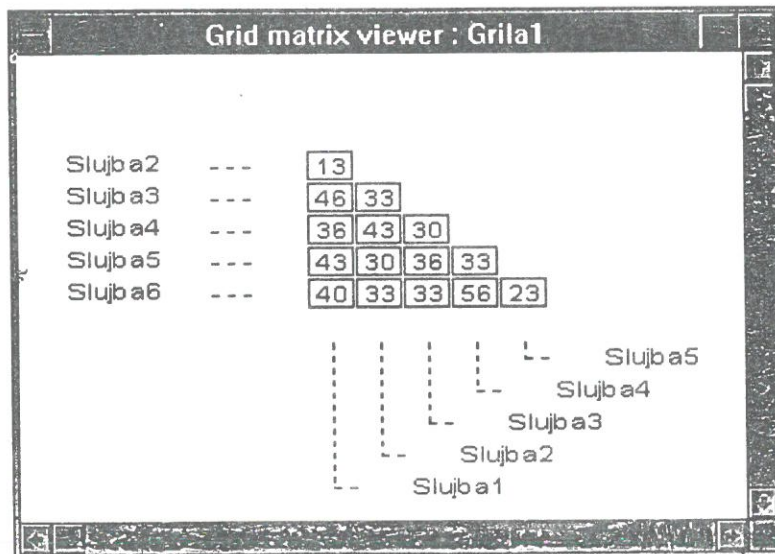 Grid matrix viewer : Grila1
Slujba2 --- 13
Slujba3 --- 46 33
Slujba4 --- 36 43 30
Slujba5 --- 43 30 36 33
Slujba6 --- 40 33 33 56 23
Slujba5
Slujba4
Slujba3
Slujba2
Slujba1